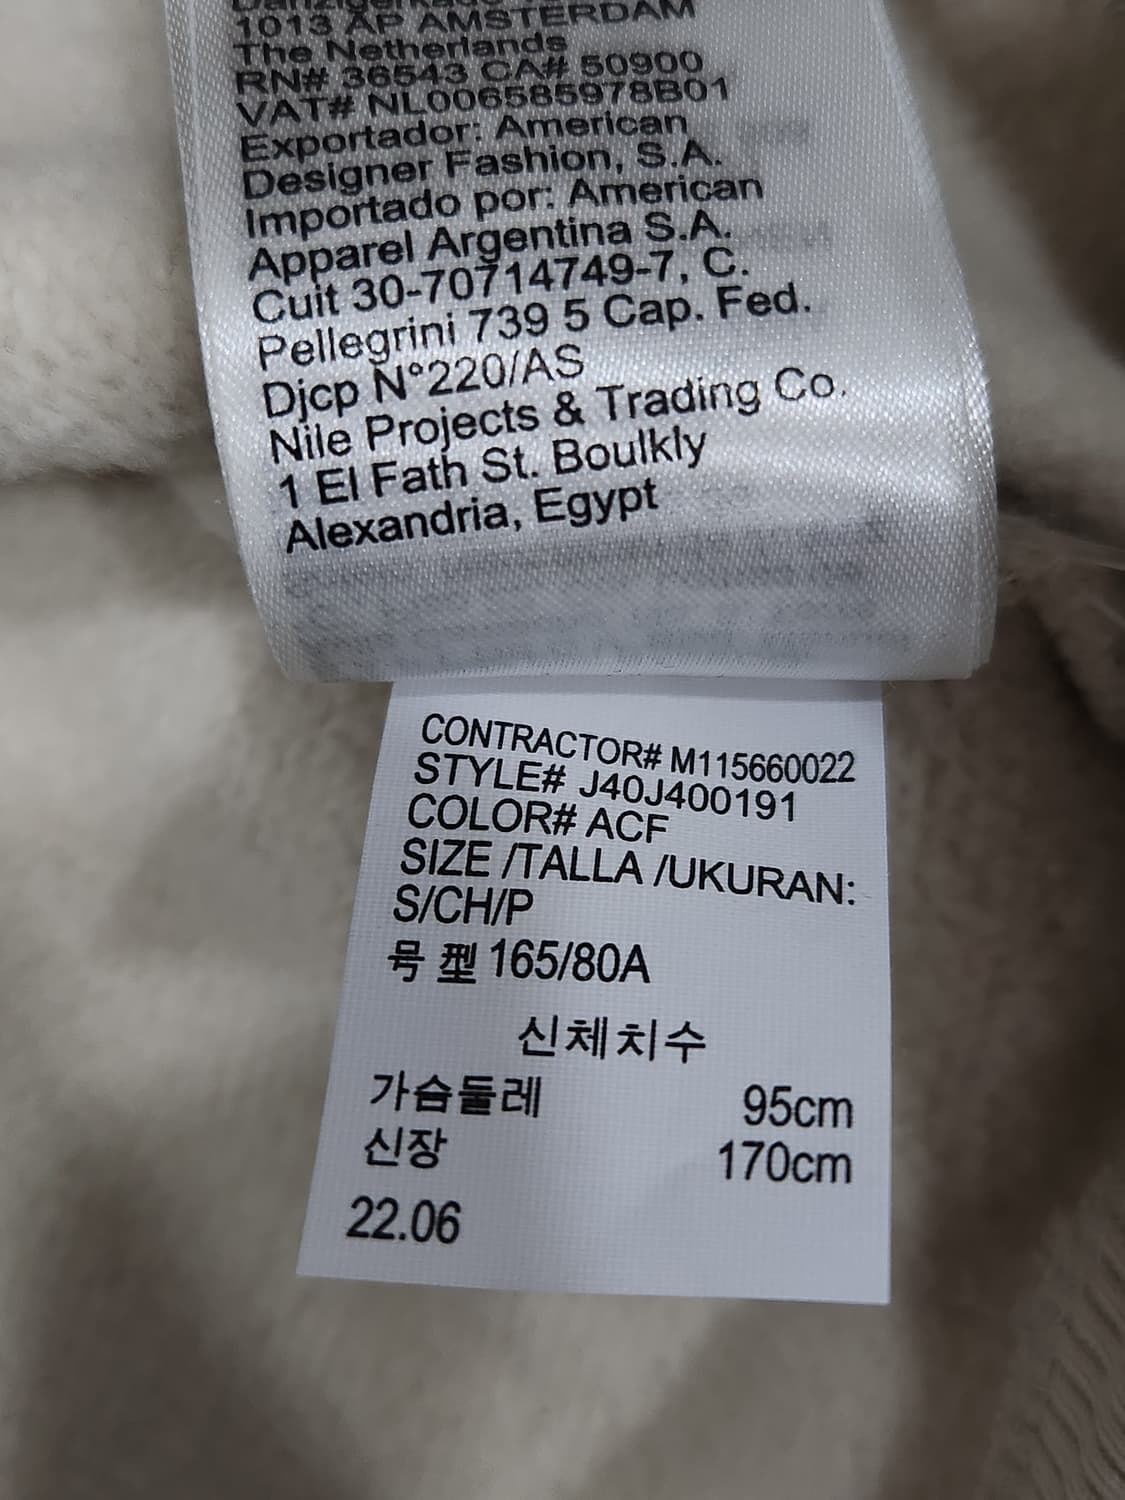 1013 AP AMSTERDAM
The Netherlands
RN# 36543 CA# 50900
VAT# NL006585978B01
Exportador: American
Designer Fashion, S.A.
Importado por: American
Apparel Argentina S.A.
Cuit 30-70714749-7, C.
Pellegrini 739 5 Cap. Fed.
Djcp N°220/AS
Nile Projects & Trading Co.
1 El Fath St. Boulkly
Alexandria, Egypt
CONTRACTOR# M115660022
STYLE# J40J400191
COLOR# ACF
SIZE /TALLA /UKURAN:
S/CH/P
号 型 165/80A
신체치수
가슴둘레 95cm
신장 170cm
22.06